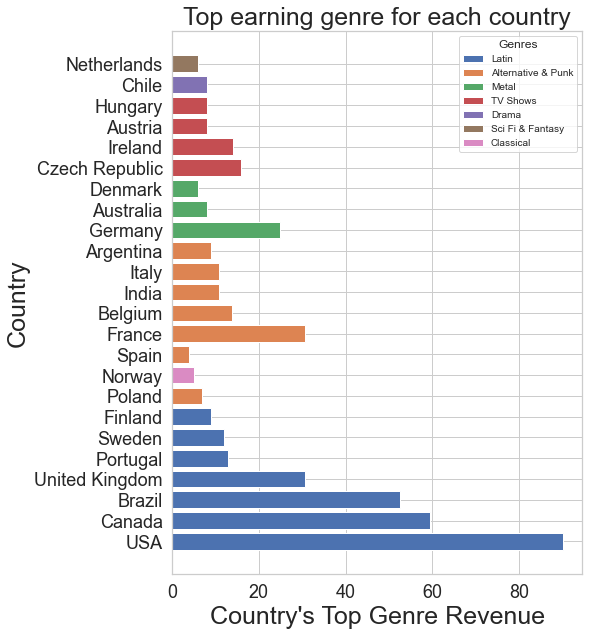 Top earning genre for each country
Genres
Latin
Alternative & Punk
Metal
TV Shows
Drama
Sci Fi & Fantasy
Classical
Country
Netherlands
Chile
Hungary
Austria
Ireland
Czech Republic
Denmark
Australia
Germany
Argentina
Italy
India
Belgium
France
Spain
Norway
Poland
Finland
Sweden
Portugal
United Kingdom
Brazil
Canada
USA
0 20 40 60 80
Country's Top Genre Revenue